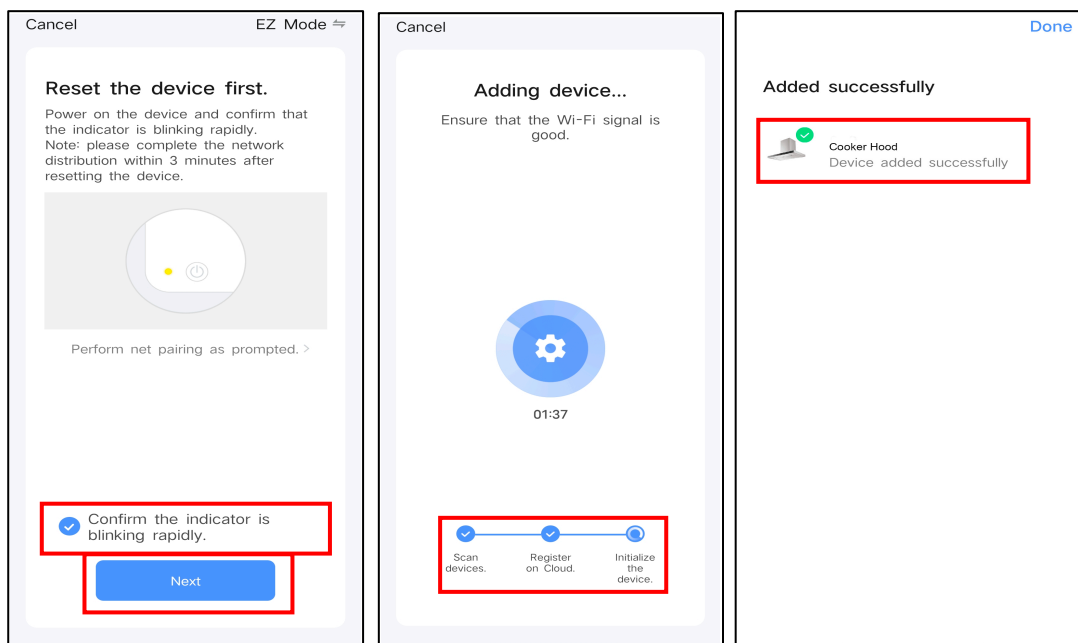 Cancel
EZ Mode ⇋
Reset the device first.
Power on the device and confirm that
the indicator is blinking rapidly.
Note: please complete the network
distribution within 3 minutes after
resetting the device.
Perform net pairing as prompted. >
Confirm the indicator is
blinking rapidly.
Next
Cancel
Adding device...
Ensure that the Wi-Fi signal is
good.
01:37
Scan
devices.
Register
on Cloud.
Initialize
the
device.
Done
Added successfully
Cooker Hood
Device added successfully